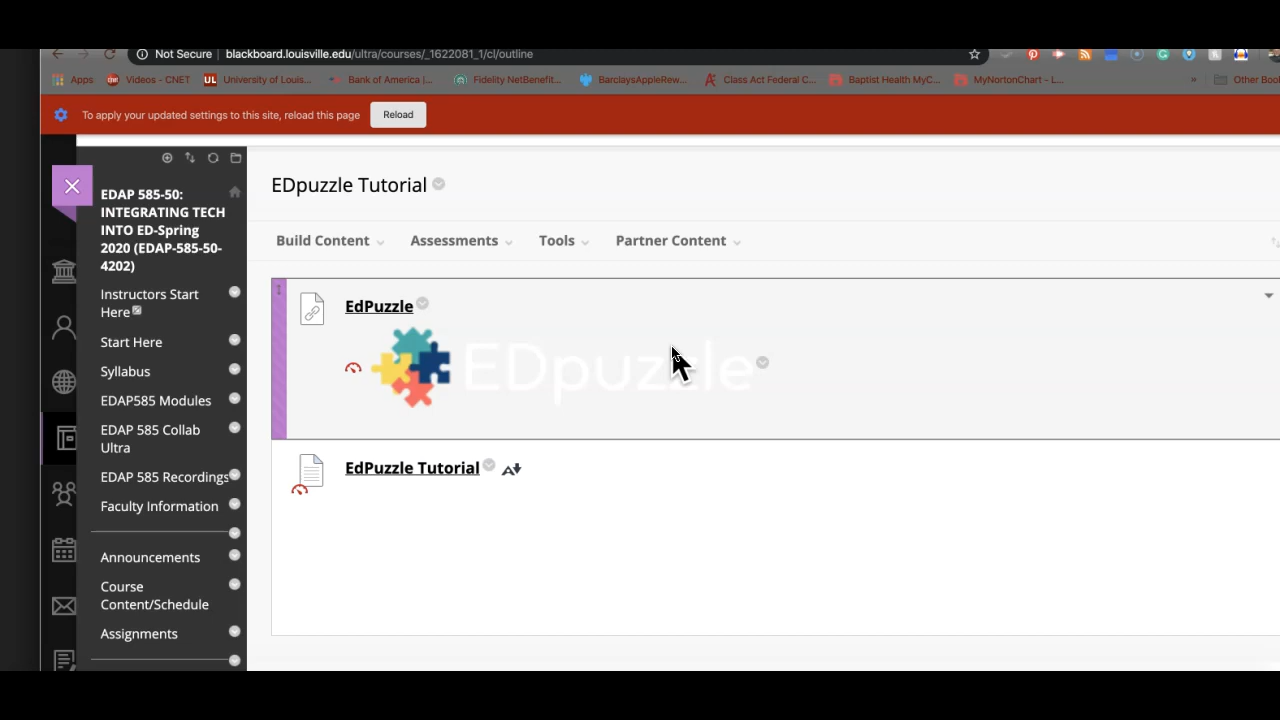 Not Secure | blackboard.louisville.edu/ultra/courses/_1622081_1/cl/outline
Apps Videos - CNET UL University of Louis... Bank of America |... Fidelity NetBenefit... BarclaysAppleRew... Class Act Federal C... Baptist Health MyC... MyNortonChart - L... » Other Boo
To apply your updated settings to this site, reload this page Reload
EDAP 585-50:
INTEGRATING TECH
INTO ED-Spring
2020 (EDAP-585-50-
4202)
Instructors Start
Here
Start Here
Syllabus
EDAP585 Modules
EDAP 585 Collab
Ultra
EDAP 585 Recordings
Faculty Information
Announcements
Course
Content/Schedule
Assignments
EDpuzzle Tutorial
Build Content Assessments Tools Partner Content
EdPuzzle
EDpuzzle
EdPuzzle Tutorial